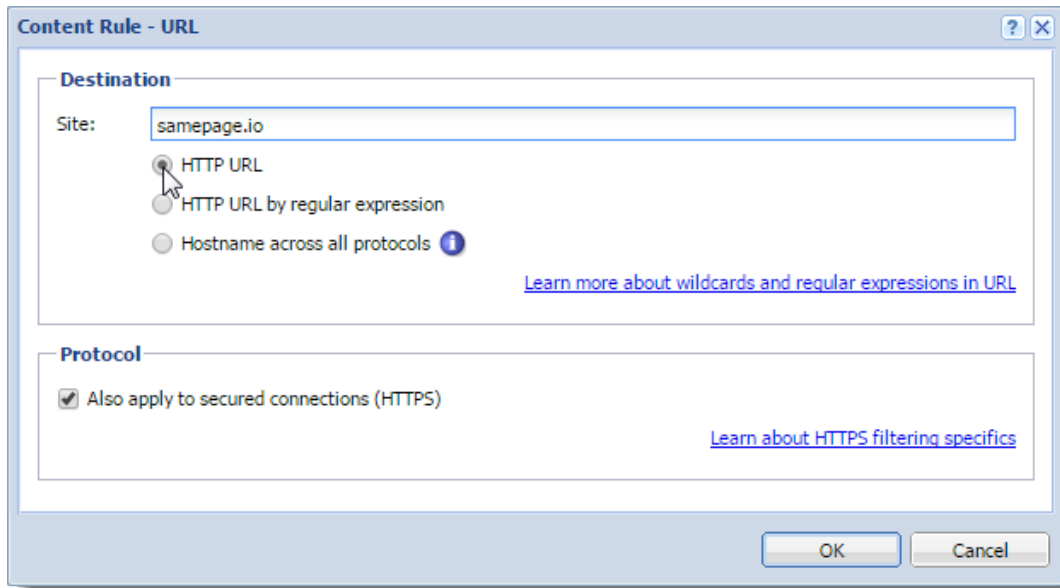 Content Rule - URL
Destination
Site: samepage.io
HTTP URL
HTTP URL by regular expression
Hostname across all protocols
Learn more about wildcards and regular expressions in URL
Protocol
Also apply to secured connections (HTTPS)
Learn about HTTPS filtering specifics
OK Cancel